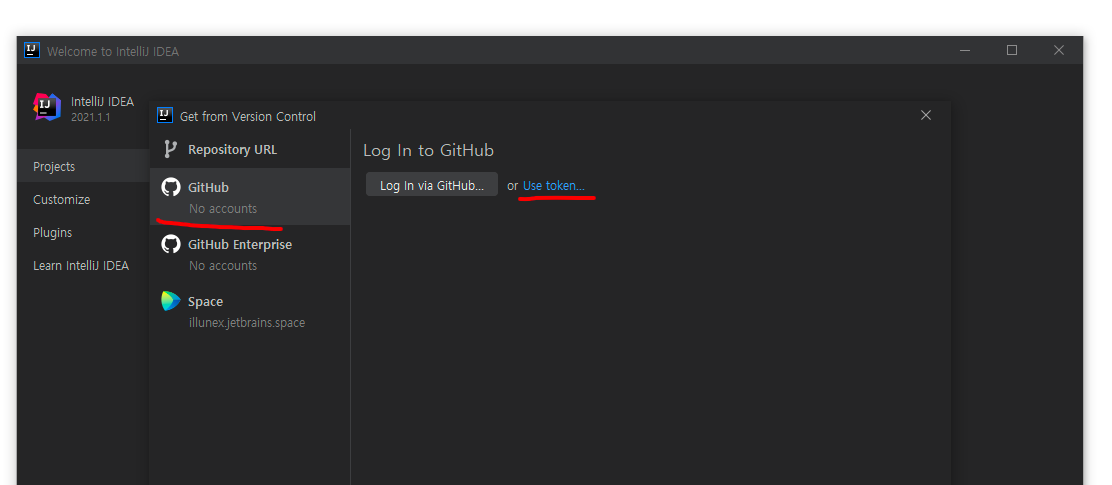 Welcome to IntelliJ IDEA
IntelliJ IDEA
2021.1.1
Projects
Customize
Plugins
Learn IntelliJ IDEA
Get from Version Control
Repository URL
GitHub
No accounts
GitHub Enterprise
No accounts
Space
illunex.jetbrains.space
Log In to GitHub
Log In via GitHub... or Use token...